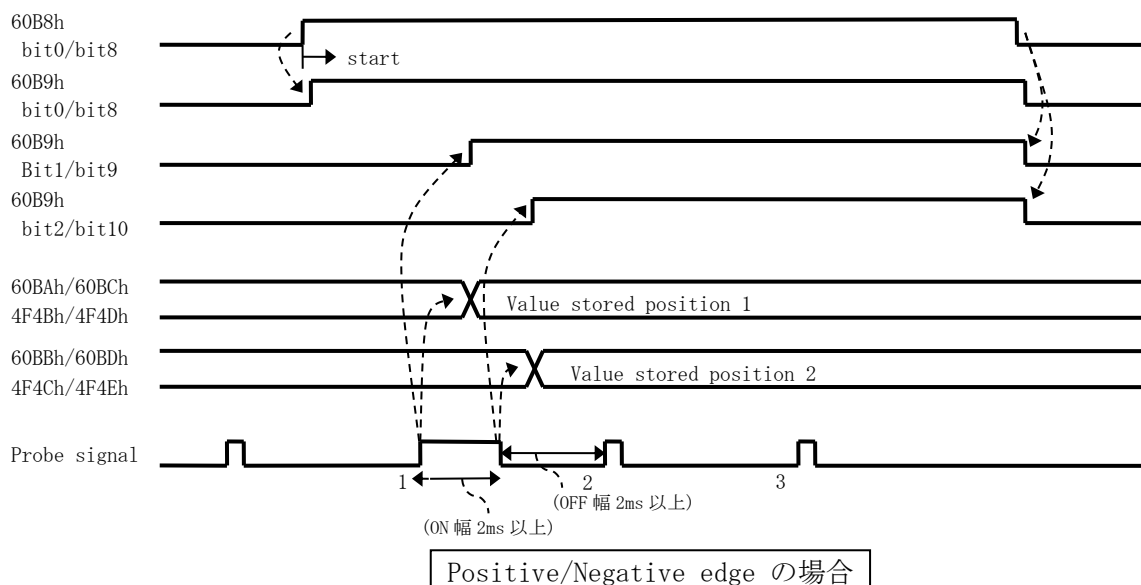 60B8h
bit0/bit8
start
60B9h
bit0/bit8
60B9h
Bit1/bit9
60B9h
bit2/bit10
60BAh/60BCh
4F4Bh/4F4Dh
Value stored position 1
60BBh/60BDh
4F4Ch/4F4Eh
Value stored position 2
Probe signal
1
2
3
(OFF 幅 2ms 以上)
(ON 幅 2ms 以上)
Positive/Negative edge の場合